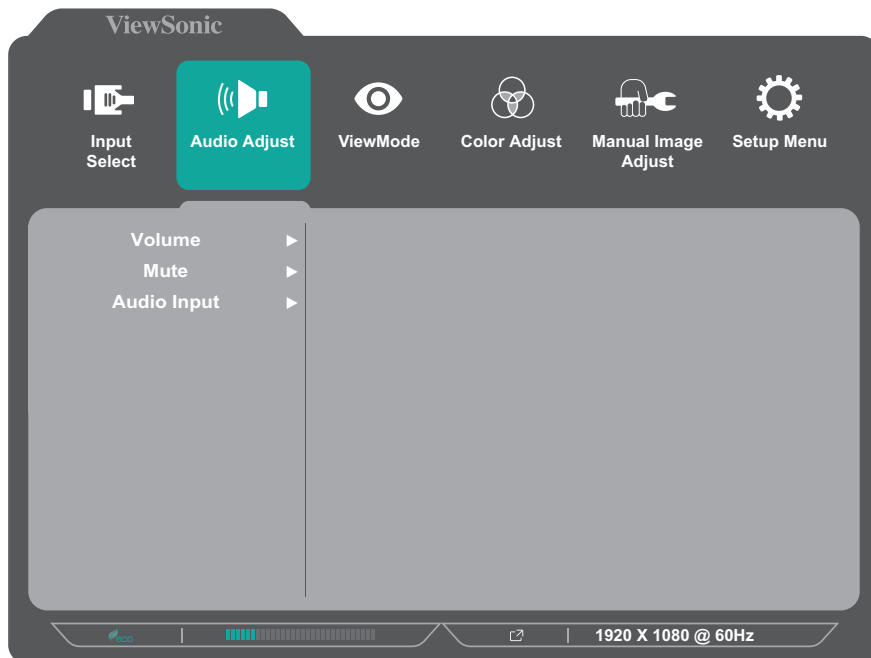 ViewSonic
Input
Select
Audio Adjust
ViewMode
Color Adjust
Manual Image
Adjust
Setup Menu
Volume
Mute
Audio Input
eco
1920 X 1080 @ 60Hz